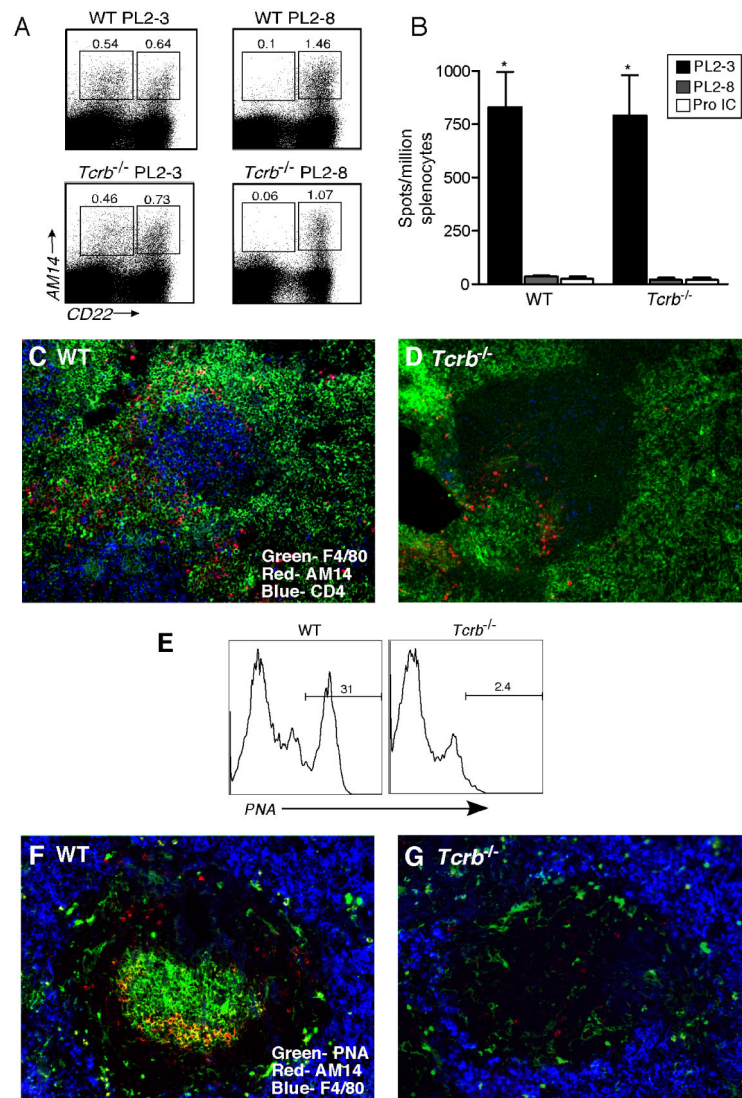 A
WT PL2-3
WT PL2-8
0.54 0.64
0.1 1.46
Tcrb-/- PL2-3
Tcrb-/- PL2-8
0.46 0.73
0.06 1.07
AM14
CD22
B
PL2-3
PL2-8
Pro IC
Spots/million
splenocytes
1000
750
500
250
0
*
*
WT
Tcrb-/-
C WT
Green- F4/80
Red- AM14
Blue- CD4
D Tcrb-/-
E
WT
Tcrb-/-
31
2.4
PNA
F WT
Green- PNA
Red- AM14
Blue- F4/80
G Tcrb-/-